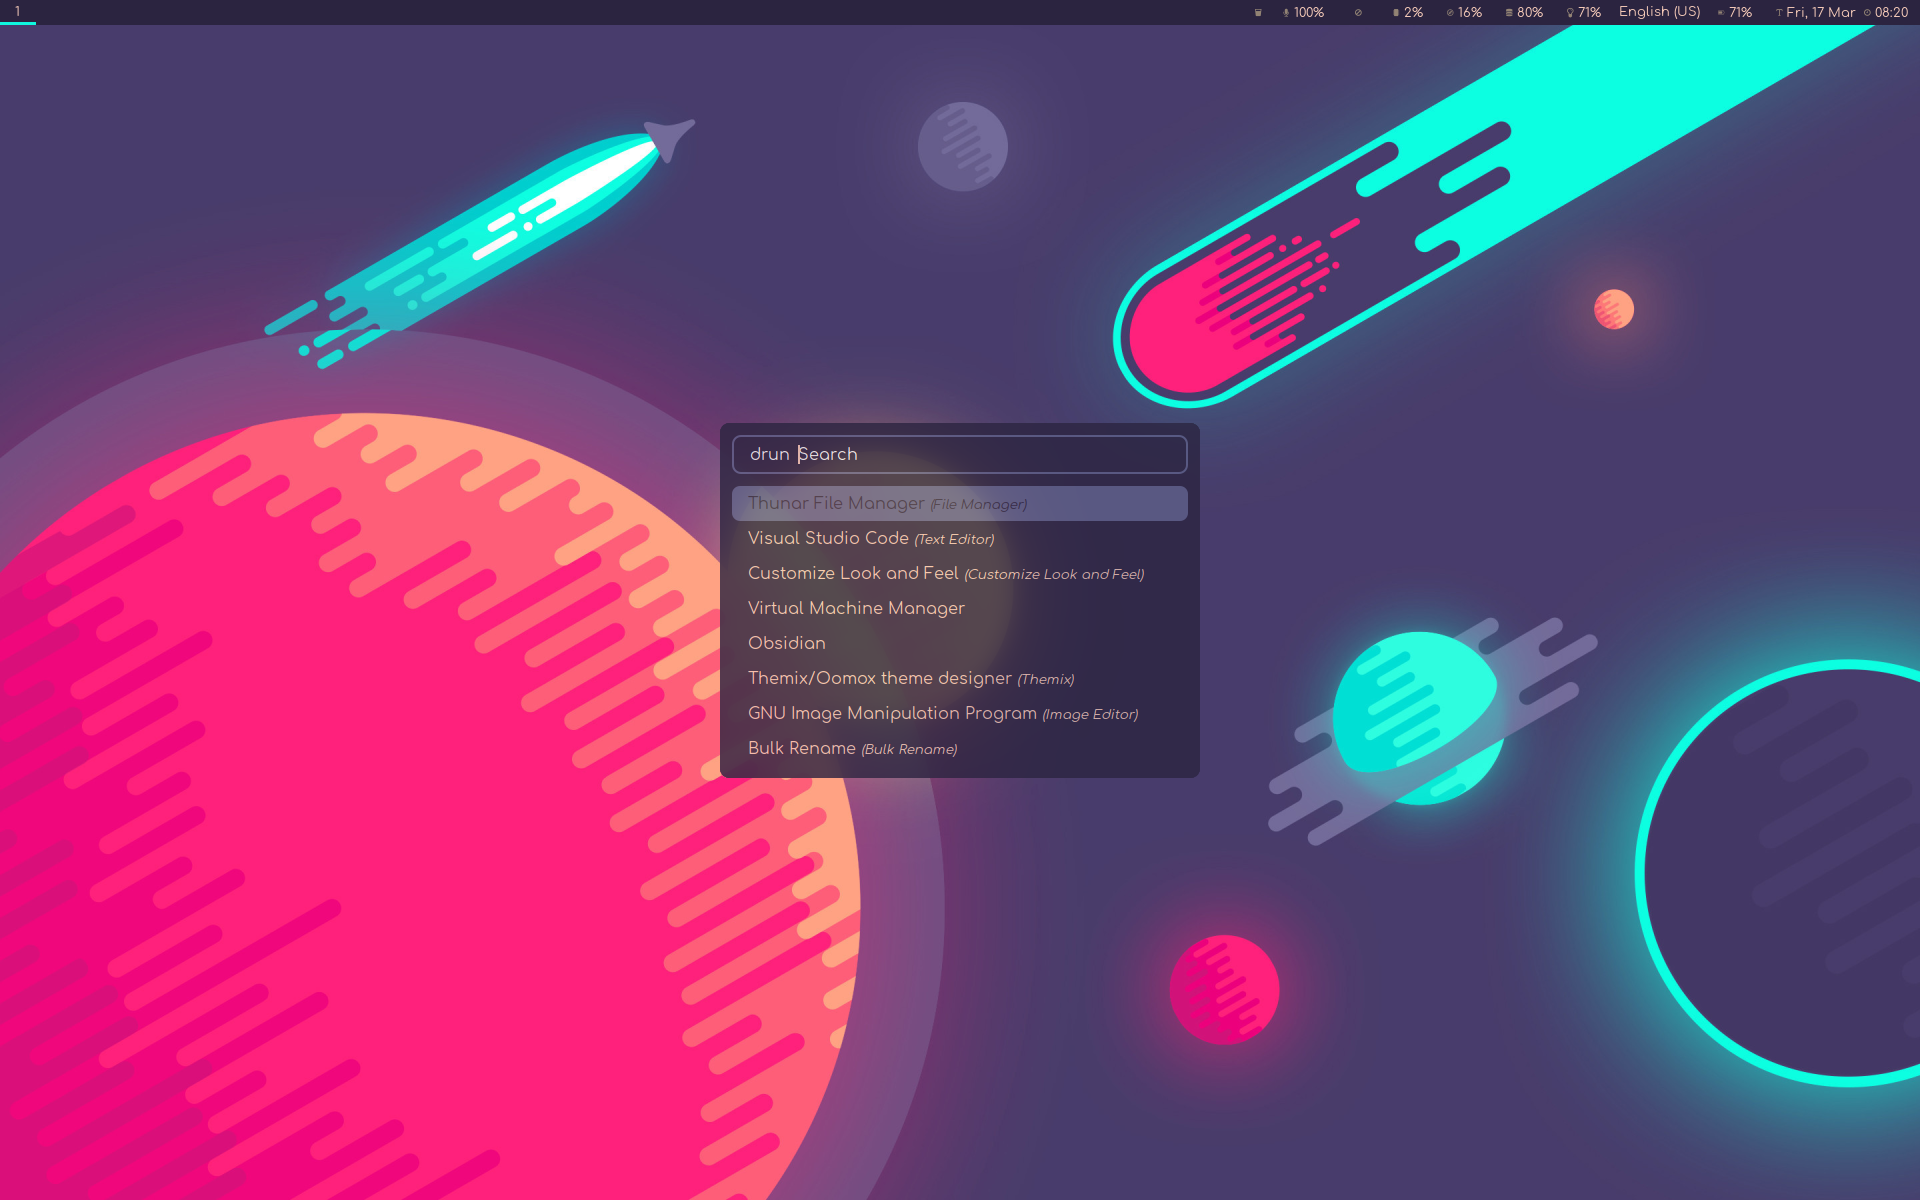 1 100% 2% 16% 80% 71% English (US) 71% Fri, 17 Mar 08:20
drun Search
Thunar File Manager (File Manager)
Visual Studio Code (Text Editor)
Customize Look and Feel (Customize Look and Feel)
Virtual Machine Manager
Obsidian
Themix/Oomox theme designer (Themix)
GNU Image Manipulation Program (Image Editor)
Bulk Rename (Bulk Rename)